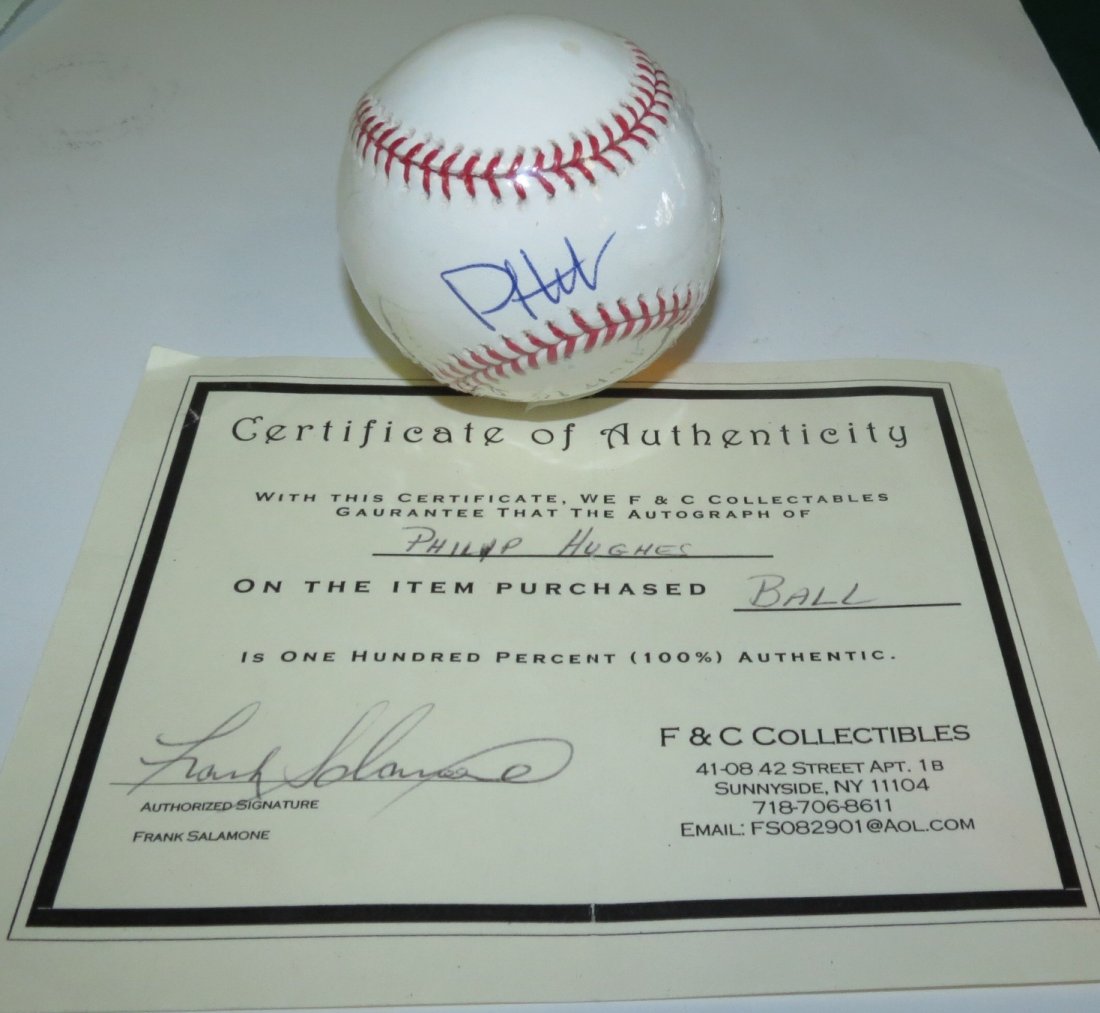 Certificate of Authenticity
WITH THIS CERTIFICATE, WE F & C COLLECTABLES
GAURANTEE THAT THE AUTOGRAPH OF
PHILIP HUGHES
ON THE ITEM PURCHASED BALL
IS ONE HUNDRED PERCENT (100%) AUTHENTIC.
Frank Salamone
AUTHORIZED SIGNATURE
FRANK SALAMONE
F & C COLLECTIBLES
41-08 42 STREET APT. 1B
SUNNYSIDE, NY 11104
718-706-8611
EMAIL: FS082901@AOL.COM